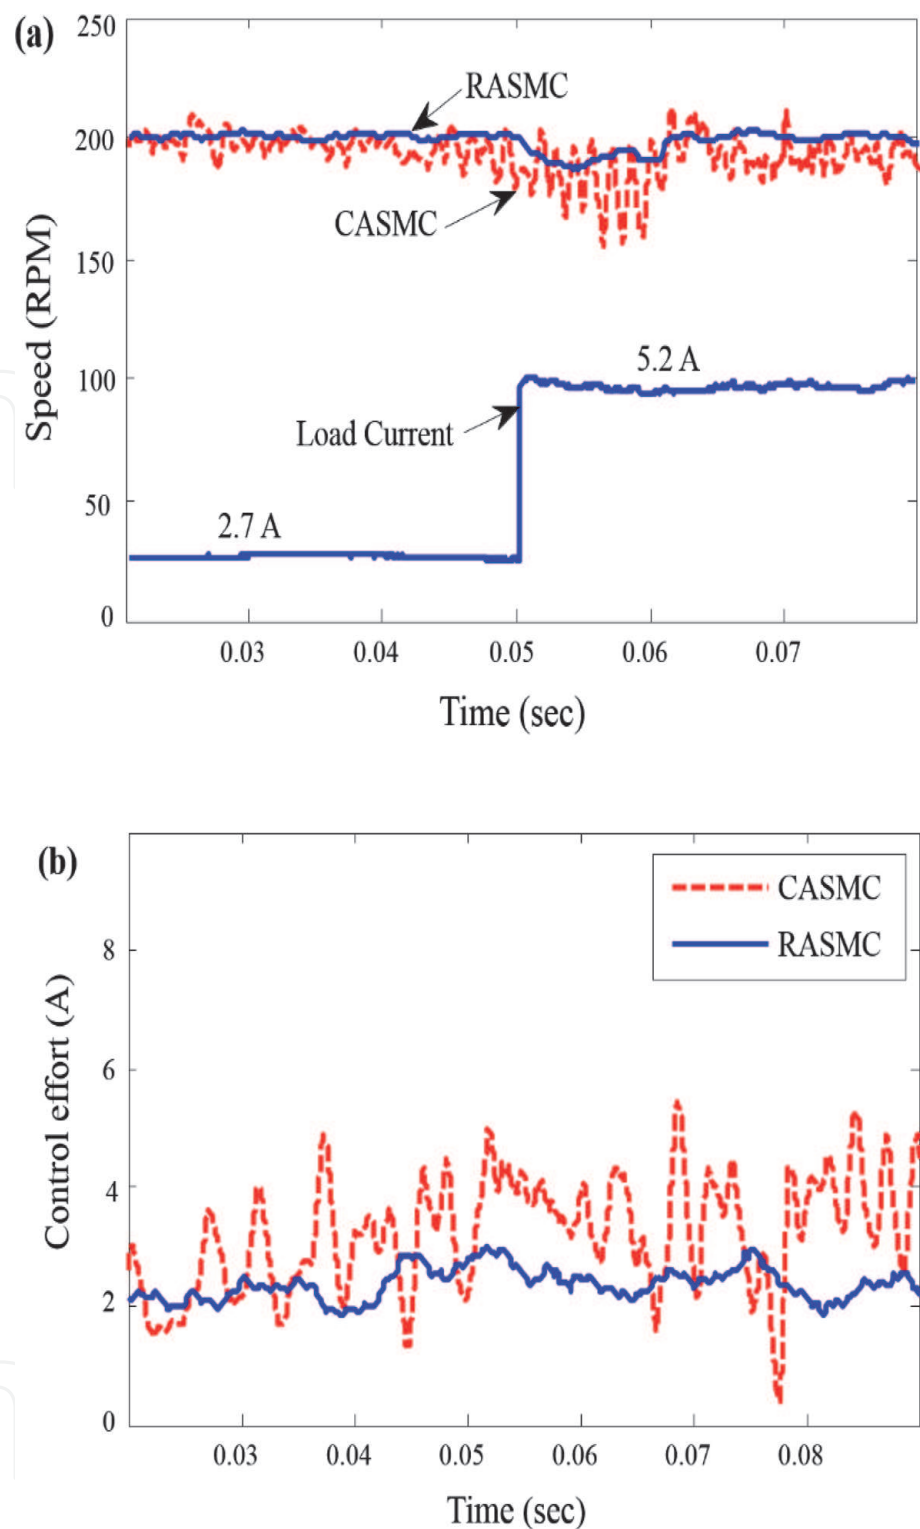 (a)
250
RASMC
200
CASMC
150
Speed (RPM)
5.2 A
100
Load Current
50
2.7 A
0
0.03 0.04 0.05 0.06 0.07
Time (sec)
(b)
CASMC
RASMC
8
Control effort (A)
6
4
2
0
0.03 0.04 0.05 0.06 0.07 0.08
Time (sec)